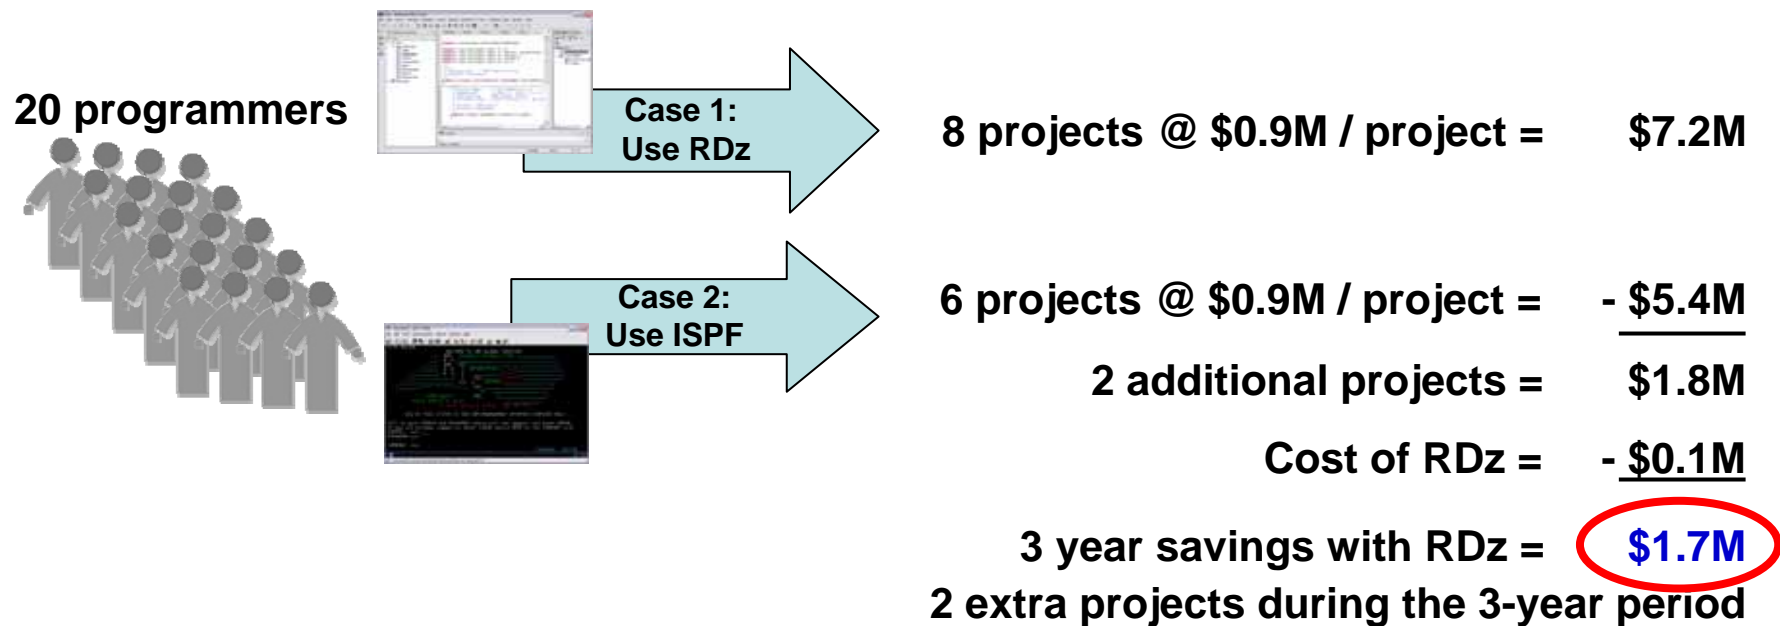 20 programmers
Case 1:
Use RDz
8 projects @ $0.9M / project = $7.2M
Case 2:
Use ISPF
6 projects @ $0.9M / project = - $5.4M
2 additional projects = $1.8M
Cost of RDz = - $0.1M
3 year savings with RDz = $1.7M
2 extra projects during the 3-year period